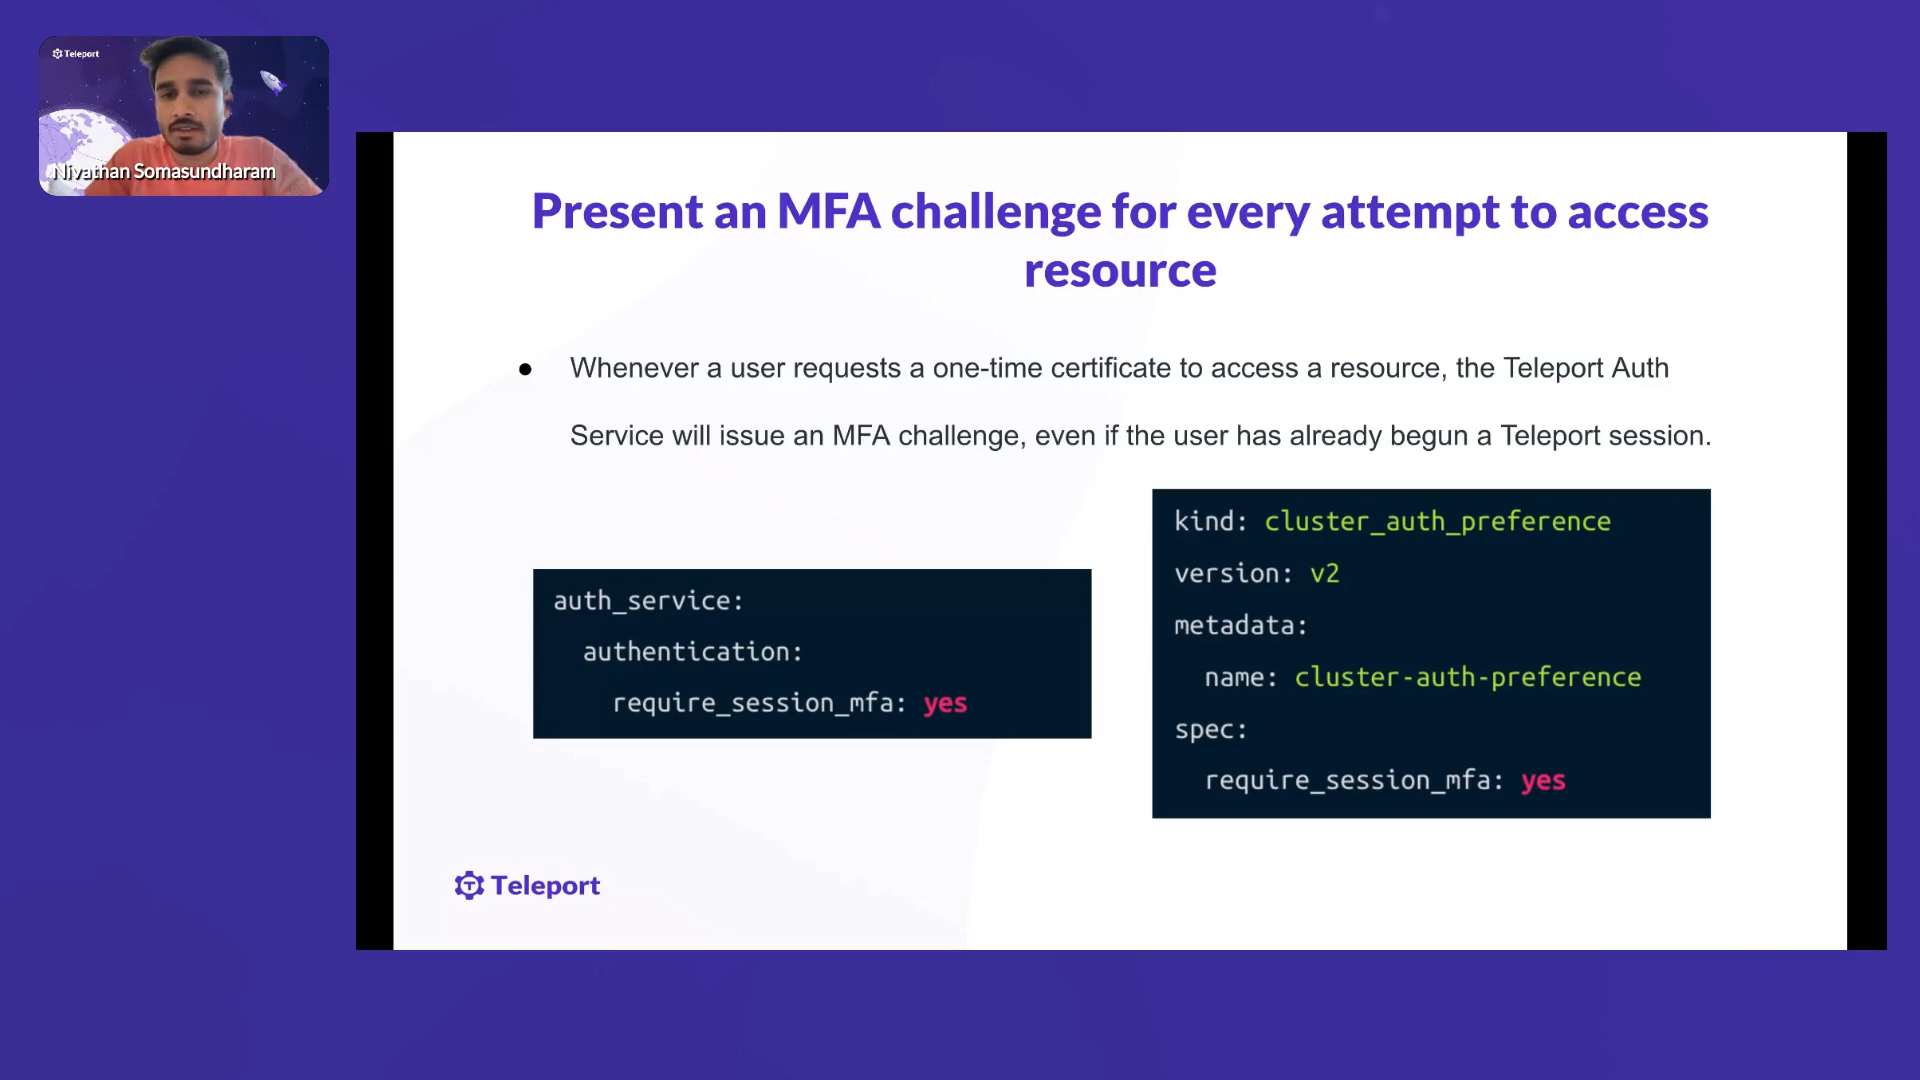 Teleport
Nivathan Somasundharam
Present an MFA challenge for every attempt to access
resource
● Whenever a user requests a one-time certificate to access a resource, the Teleport Auth
Service will issue an MFA challenge, even if the user has already begun a Teleport session.
auth_service:
authentication:
require_session_mfa: yes
kind: cluster_auth_preference
version: v2
metadata:
name: cluster-auth-preference
spec:
require_session_mfa: yes
Teleport